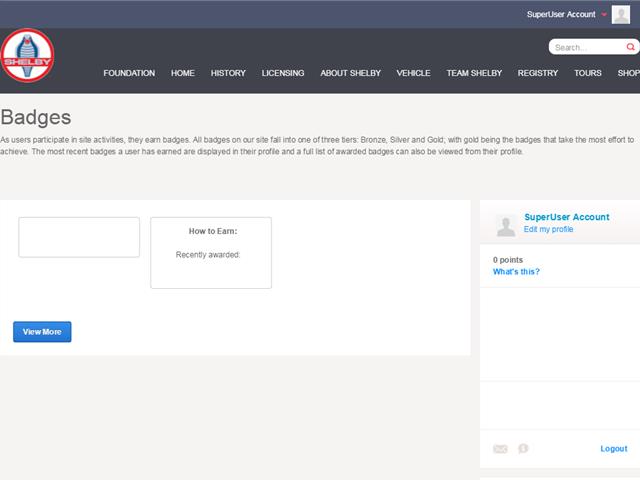 SuperUser Account
SHELBY
Search...
FOUNDATION HOME HISTORY LICENSING ABOUT SHELBY VEHICLE TEAM SHELBY REGISTRY TOURS SHOP
Badges
As users participate in site activities, they earn badges. All badges on our site fall into one of three tiers: Bronze, Silver and Gold; with gold being the badges that take the most effort to
achieve. The most recent badges a user has earned are displayed in their profile and a full list of awarded badges can also be viewed from their profile.
How to Earn:
Recently awarded:
View More
SuperUser Account
Edit my profile
0 points
What's this?
Logout